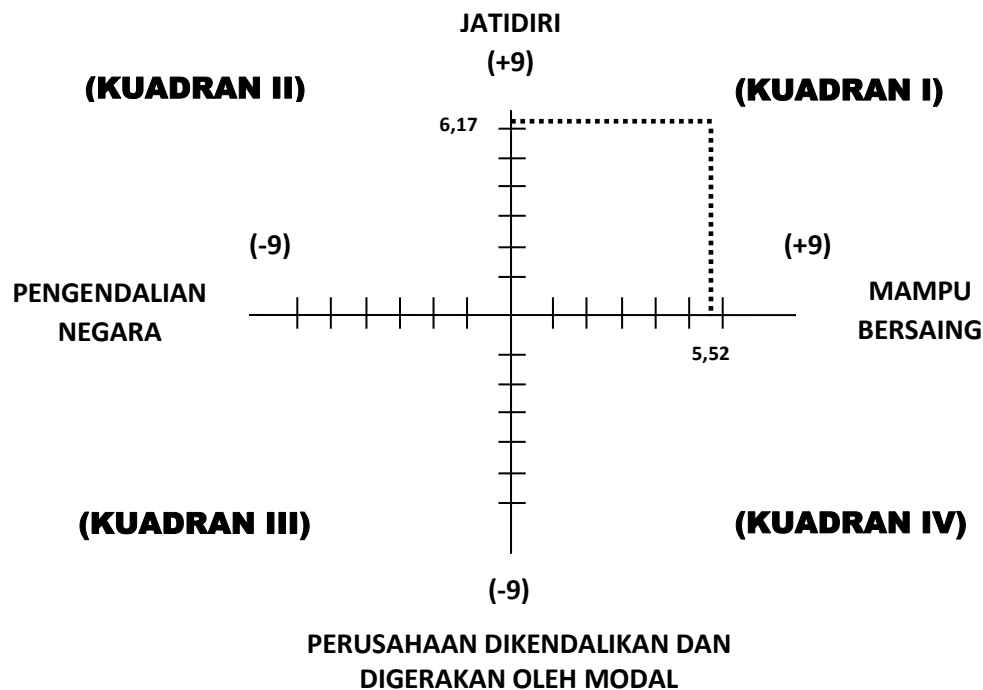 JATIDIRI
(+9)
(KUADRAN II)
(KUADRAN I)
6,17
(-9)
(+9)
PENGENDALIAN
NEGARA
MAMPU
BERSAING
5,52
(KUADRAN III)
(KUADRAN IV)
(-9)
PERUSAHAAN DIKENDALIKAN DAN
DIGERAKAN OLEH MODAL